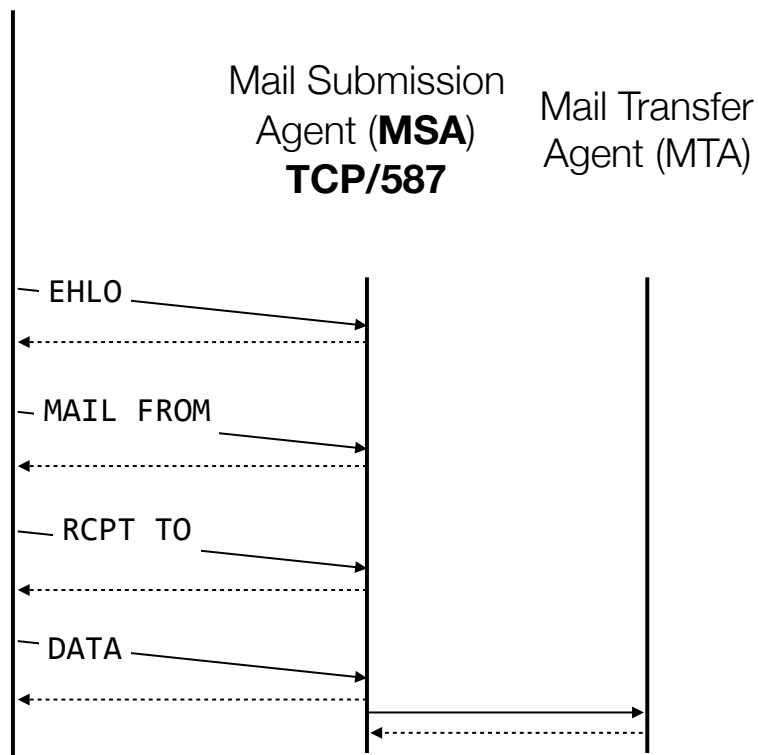 Mail Submission
Agent (MSA)
TCP/587
Mail Transfer
Agent (MTA)
EHLO
MAIL FROM
RCPT TO
DATA